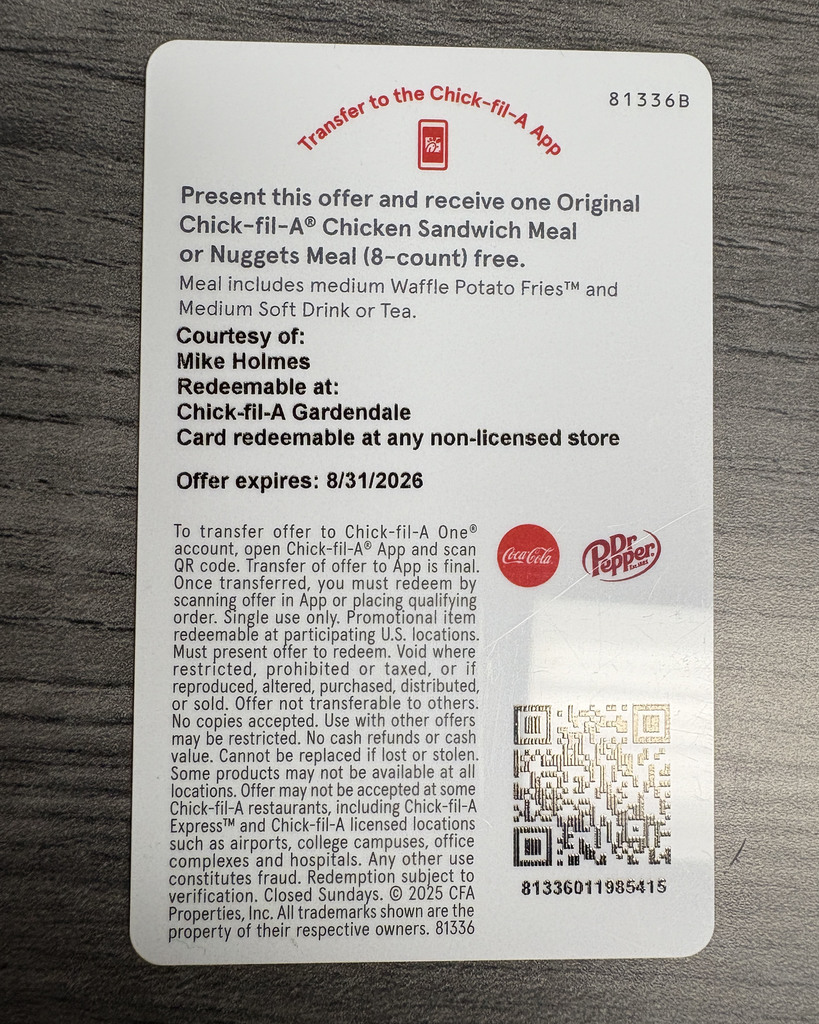 Transfer to the Chick-fil-A App
81336B
Present this offer and receive one Original
Chick-fil-A® Chicken Sandwich Meal
or Nuggets Meal (8-count) free.
Meal includes medium Waffle Potato Fries™ and
Medium Soft Drink or Tea.
Courtesy of:
Mike Holmes
Redeemable at:
Chick-fil-A Gardendale
Card redeemable at any non-licensed store
Offer expires: 8/31/2026
To transfer offer to Chick-fil-A One®
account, open Chick-fil-A® App and scan
QR code. Transfer of offer to App is final.
Once transferred, you must redeem by
scanning offer in App or placing qualifying
order. Single use only. Promotional item
redeemable at participating U.S. locations.
Must present offer to redeem. Void where
restricted, prohibited or taxed, or if
reproduced, altered, purchased, distributed,
or sold. Offer not transferable to others.
No copies accepted. Use with other offers
may be restricted. No cash refunds or cash
value. Cannot be replaced if lost or stolen.
Some products may not be available at all
locations. Offer may not be accepted at some
Chick-fil-A restaurants, including Chick-fil-A
Express™ and Chick-fil-A licensed locations
such as airports, college campuses, office
complexes and hospitals. Any other use
constitutes fraud. Redemption subject to
verification. Closed Sundays. © 2025 CFA
Properties, Inc. All trademarks shown are the
property of their respective owners. 81336
Coca-Cola
Dr Pepper
81336011985415